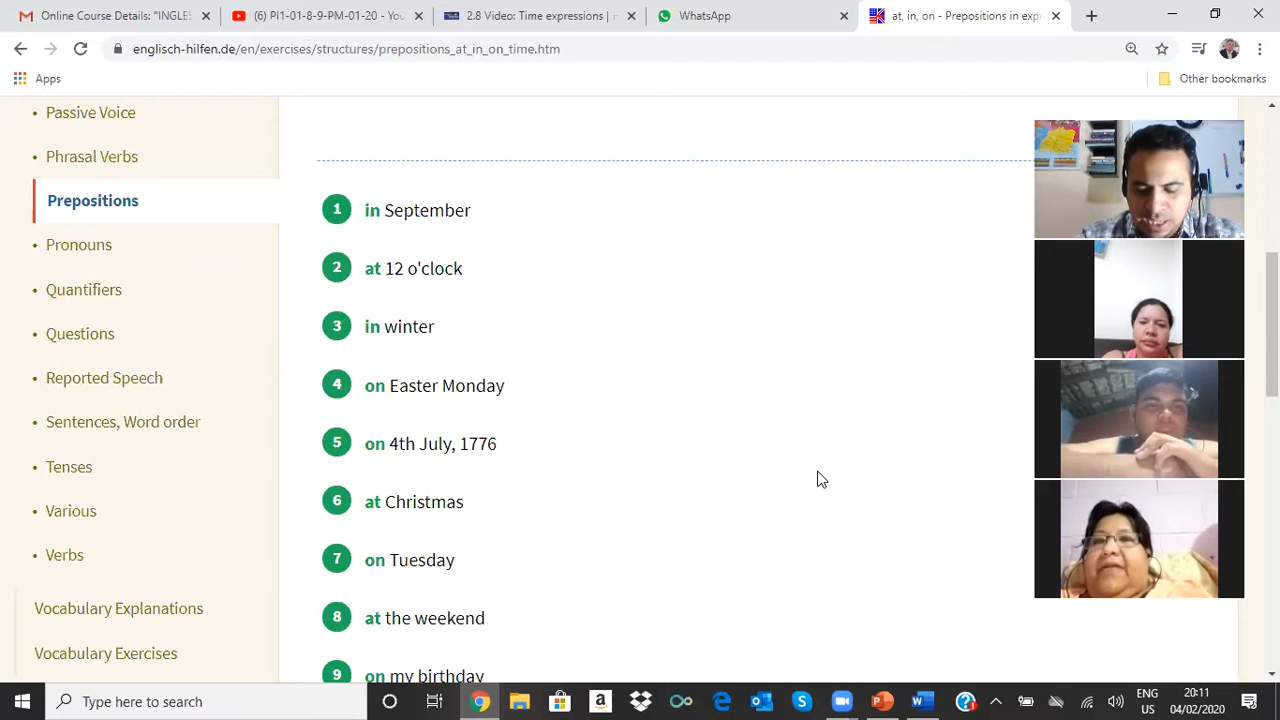 Online Course Details: "INGLES
(6) PI1-01-8-9-PM-01-20 - You
2.8 Video: Time expressions | c
WhatsApp
at, in, on - Prepositions in exp
englisch-hilfen.de/en/exercises/structures/prepositions_at_in_on_time.htm
Apps
Other bookmarks
Passive Voice
Phrasal Verbs
Prepositions
Pronouns
Quantifiers
Questions
Reported Speech
Sentences, Word order
Tenses
Various
Verbs
Vocabulary Explanations
Vocabulary Exercises
1 in September
2 at 12 o'clock
3 in winter
4 on Easter Monday
5 on 4th July, 1776
6 at Christmas
7 on Tuesday
8 at the weekend
9 on my birthday
Type here to search
ENG
US
20:11
04/02/2020